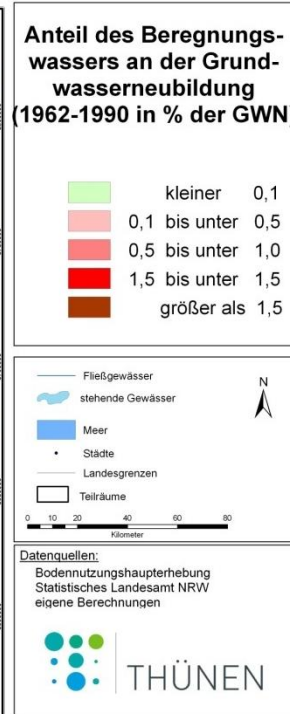 Anteil des Beregnungs-
wassers an der Grund-
wasserneubildung
(1962-1990 in % der GWN)
kleiner 0,1
0,1 bis unter 0,5
0,5 bis unter 1,0
1,5 bis unter 1,5
größer als 1,5
Fließgewässer
N
stehende Gewässer
Meer
Städte
Landesgrenzen
Teilräume
0 10 20 40 60 80
Kilometer
Datenquellen:
Bodennutzungshaupterhebung
Statistisches Landesamt NRW
eigene Berechnungen
THÜNEN